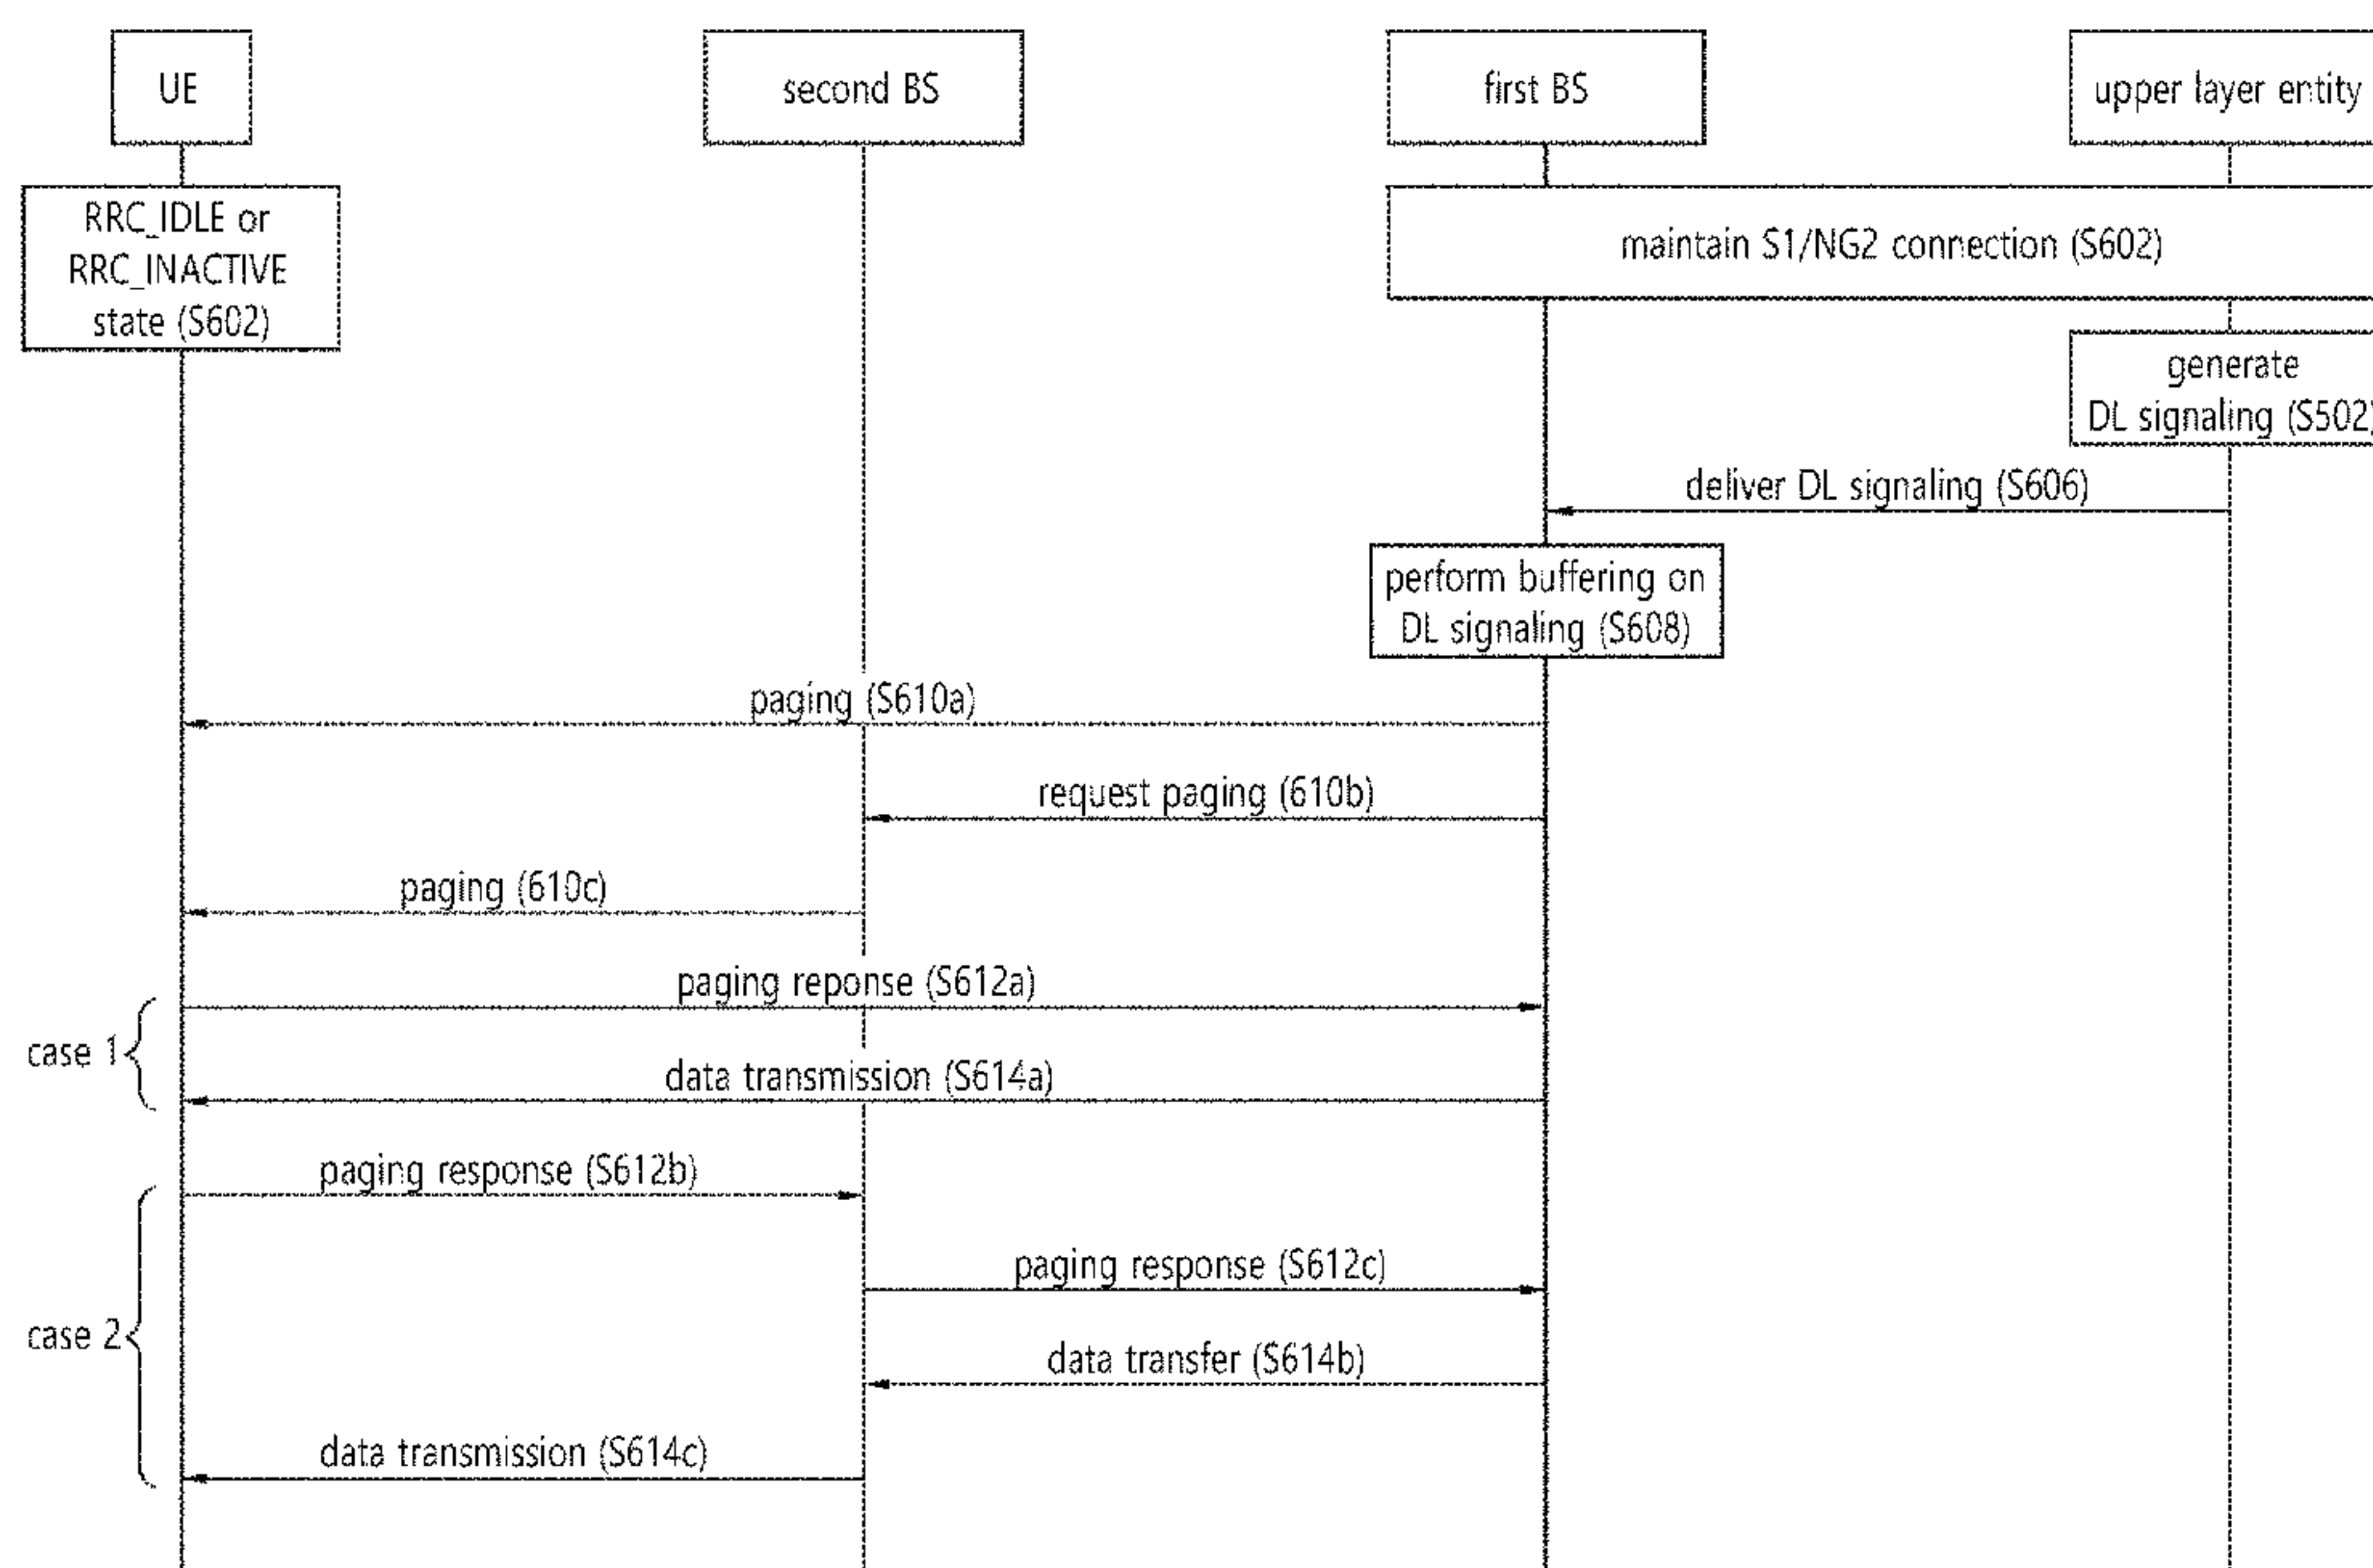 UE
second BS
first BS
upper layer entity
RRC_IDLE or
RRC_INACTIVE
state (S602)
maintain S1/NG2 connection (S602)
generate
DL signaling (S502)
deliver DL signaling (S606)
perform buffering on
DL signaling (S608)
paging (S610a)
request paging (610b)
paging (610c)
paging reponse (S612a)
case 1
data transmission (S614a)
paging response (S612b)
paging response (S612c)
case 2
data transfer (S614b)
data transmission (S614c)